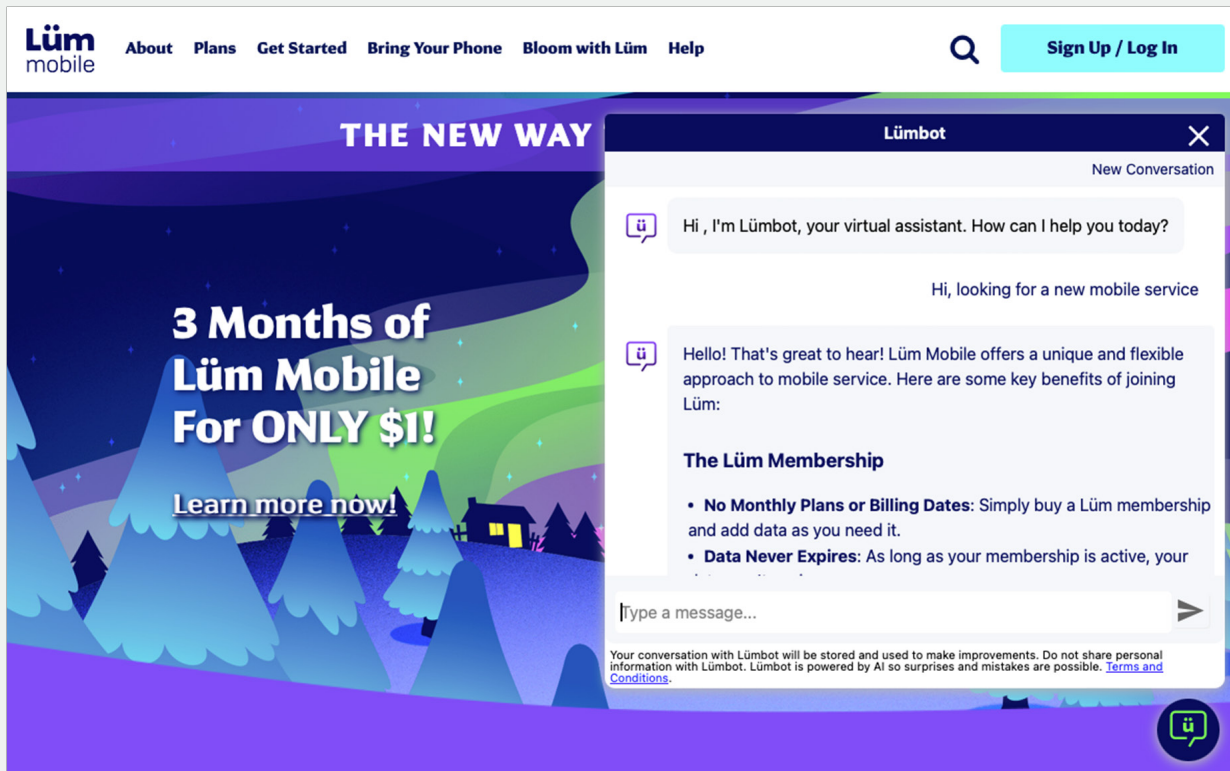 Lüm
mobile
About Plans Get Started Bring Your Phone Bloom with Lüm Help
Sign Up / Log In
THE NEW WAY
3 Months of
Lüm Mobile
For ONLY $1!
Learn more now!
Lümbot
New Conversation
ü
Hi , I'm Lümbot, your virtual assistant. How can I help you today?
Hi, looking for a new mobile service
ü
Hello! That's great to hear! Lüm Mobile offers a unique and flexible
approach to mobile service. Here are some key benefits of joining
Lüm:
The Lüm Membership
• No Monthly Plans or Billing Dates: Simply buy a Lüm membership
and add data as you need it.
• Data Never Expires: As long as your membership is active, your
Type a message...
Your conversation with Lümbot will be stored and used to make improvements. Do not share personal
information with Lümbot. Lümbot is powered by AI so surprises and mistakes are possible. Terms and
Conditions.
ü